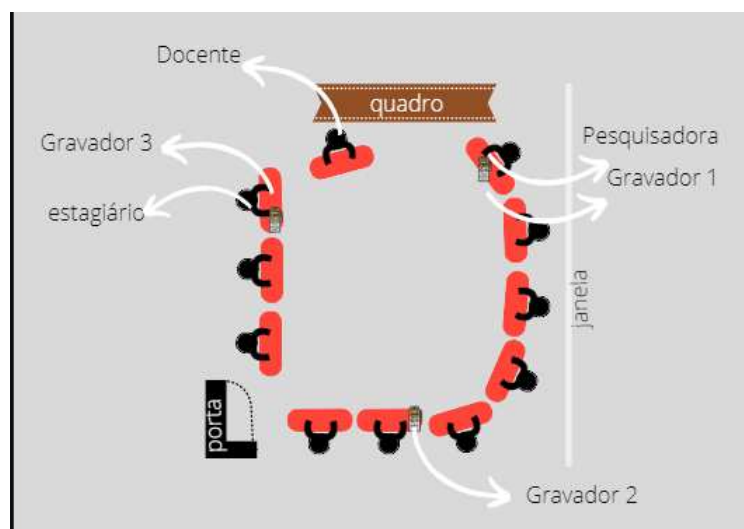 Docente
quadro
Gravador 3
Pesquisadora
Gravador 1
estagiário
janela
porta
Gravador 2